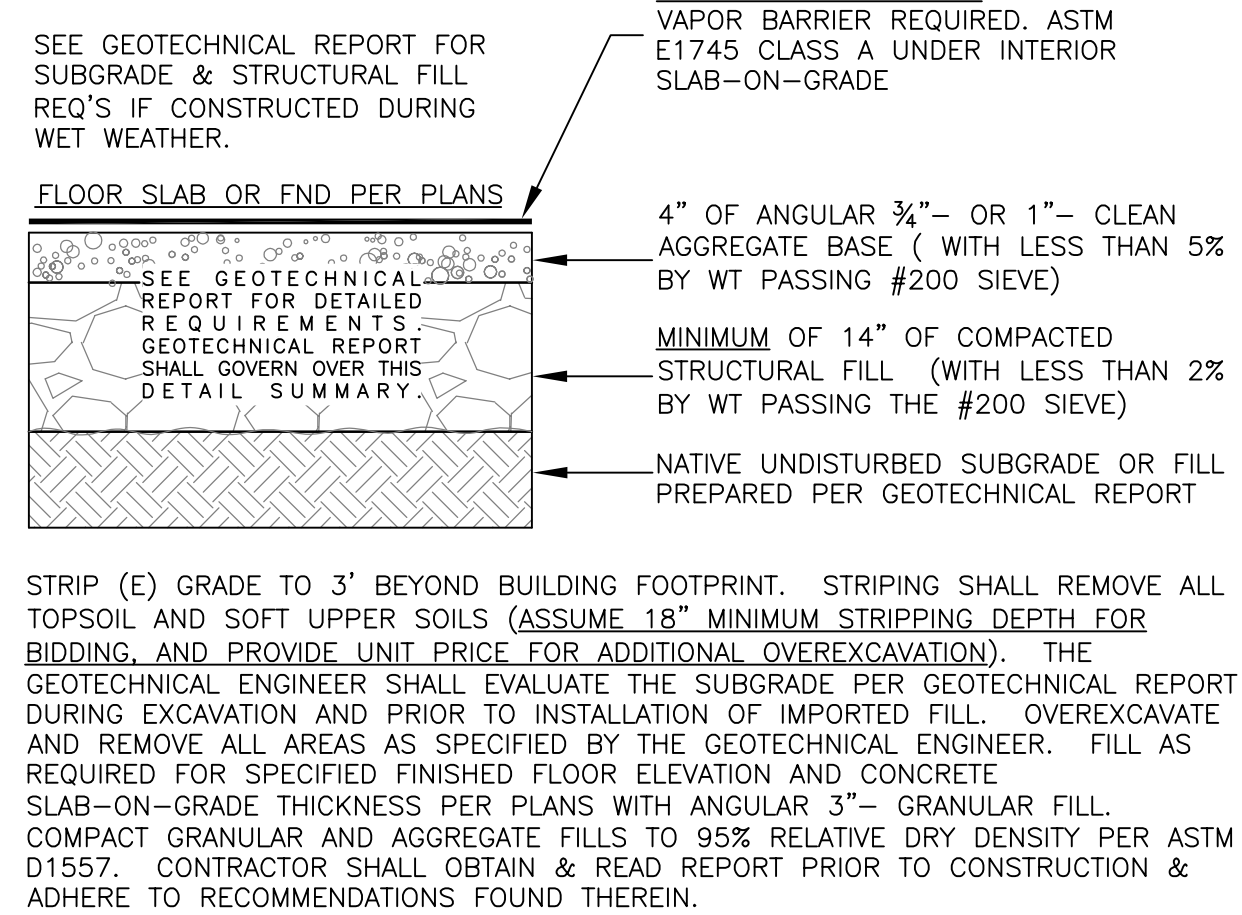 SEE GEOTECHNICAL REPORT FOR
SUBGRADE & STRUCTURAL FILL
REQ'S IF CONSTRUCTED DURING
WET WEATHER.
VAPOR BARRIER REQUIRED. ASTM
E1745 CLASS A UNDER INTERIOR
SLAB-ON-GRADE
FLOOR SLAB OR FND PER PLANS
4" OF ANGULAR ¾"- OR 1"- CLEAN
AGGREGATE BASE ( WITH LESS THAN 5%
BY WT PASSING #200 SIEVE)
SEE GEOTECHNICAL
REPORT FOR DETAILED
REQUIREMENTS.
GEOTECHNICAL REPORT
SHALL GOVERN OVER THIS
DETAIL SUMMARY.
MINIMUM OF 14" OF COMPACTED
STRUCTURAL FILL (WITH LESS THAN 2%
BY WT PASSING THE #200 SIEVE)
NATIVE UNDISTURBED SUBGRADE OR FILL
PREPARED PER GEOTECHNICAL REPORT
STRIP (E) GRADE TO 3' BEYOND BUILDING FOOTPRINT. STRIPING SHALL REMOVE ALL
TOPSOIL AND SOFT UPPER SOILS (ASSUME 18" MINIMUM STRIPPING DEPTH FOR
BIDDING, AND PROVIDE UNIT PRICE FOR ADDITIONAL OVEREXCAVATION). THE
GEOTECHNICAL ENGINEER SHALL EVALUATE THE SUBGRADE PER GEOTECHNICAL REPORT
DURING EXCAVATION AND PRIOR TO INSTALLATION OF IMPORTED FILL. OVEREXCAVATE
AND REMOVE ALL AREAS AS SPECIFIED BY THE GEOTECHNICAL ENGINEER. FILL AS
REQUIRED FOR SPECIFIED FINISHED FLOOR ELEVATION AND CONCRETE
SLAB-ON-GRADE THICKNESS PER PLANS WITH ANGULAR 3"- GRANULAR FILL.
COMPACT GRANULAR AND AGGREGATE FILLS TO 95% RELATIVE DRY DENSITY PER ASTM
D1557. CONTRACTOR SHALL OBTAIN & READ REPORT PRIOR TO CONSTRUCTION &
ADHERE TO RECOMMENDATIONS FOUND THEREIN.